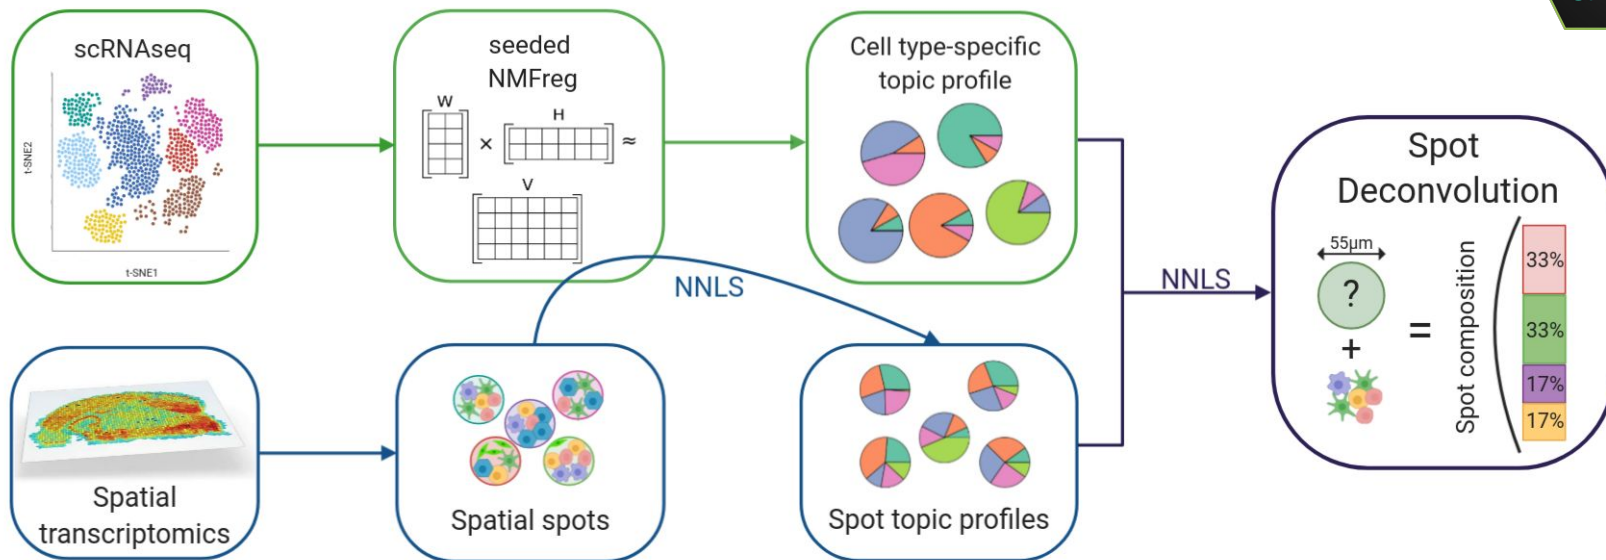 scRNAseq
t-SNE2
t-SNE1
seeded
NMFreg
W
×
H
≈
V
Cell type-specific
topic profile
Spot
Deconvolution
55μm
?
+
=
Spot composition
33%
33%
17%
17%
NNLS
NNLS
Spatial
transcriptomics
Spatial spots
Spot topic profiles